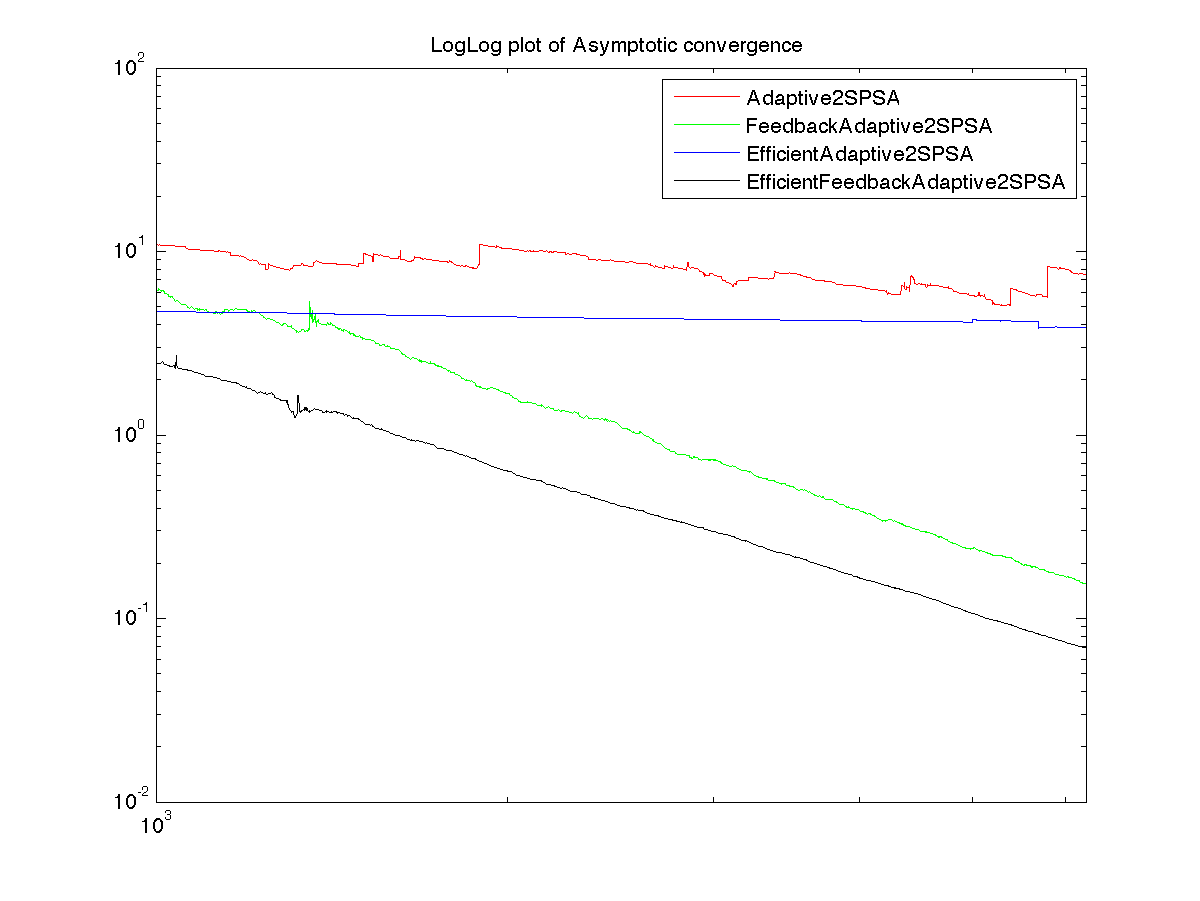 LogLog plot of Asymptotic convergence
Adaptive2SPSA
FeedbackAdaptive2SPSA
EfficientAdaptive2SPSA
EfficientFeedbackAdaptive2SPSA
10^2
10^1
10^0
10^-1
10^-2
10^3